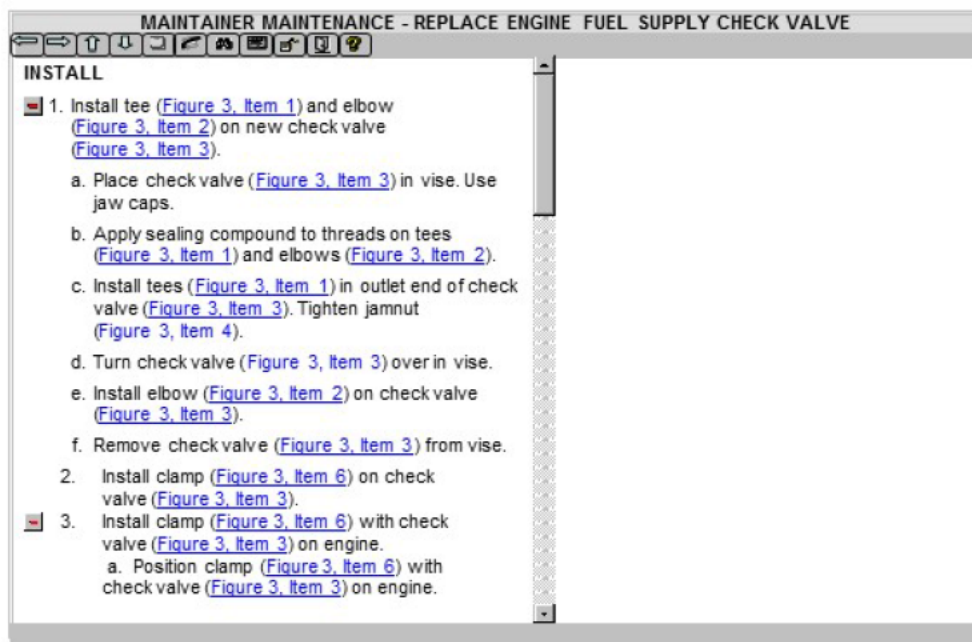 MAINTAINER MAINTENANCE - REPLACE ENGINE FUEL SUPPLY CHECK VALVE
INSTALL
1. Install tee (Figure 3, Item 1) and elbow
(Figure 3, Item 2) on new check valve
(Figure 3, Item 3).
a. Place check valve (Figure 3, Item 3) in vise. Use
jaw caps.
b. Apply sealing compound to threads on tees
(Figure 3, Item 1) and elbows (Figure 3, Item 2).
c. Install tees (Figure 3, Item 1) in outlet end of check
valve (Figure 3, Item 3). Tighten jamnut
(Figure 3, Item 4).
d. Turn check valve (Figure 3, Item 3) over in vise.
e. Install elbow (Figure 3, Item 2) on check valve
(Figure 3, Item 3).
f. Remove check valve (Figure 3, Item 3) from vise.
2. Install clamp (Figure 3, Item 6) on check
valve (Figure 3, Item 3).
3. Install clamp (Figure 3, Item 6) with check
valve (Figure 3, Item 3) on engine.
a. Position clamp (Figure 3, Item 6) with
check valve (Figure 3, Item 3) on engine.